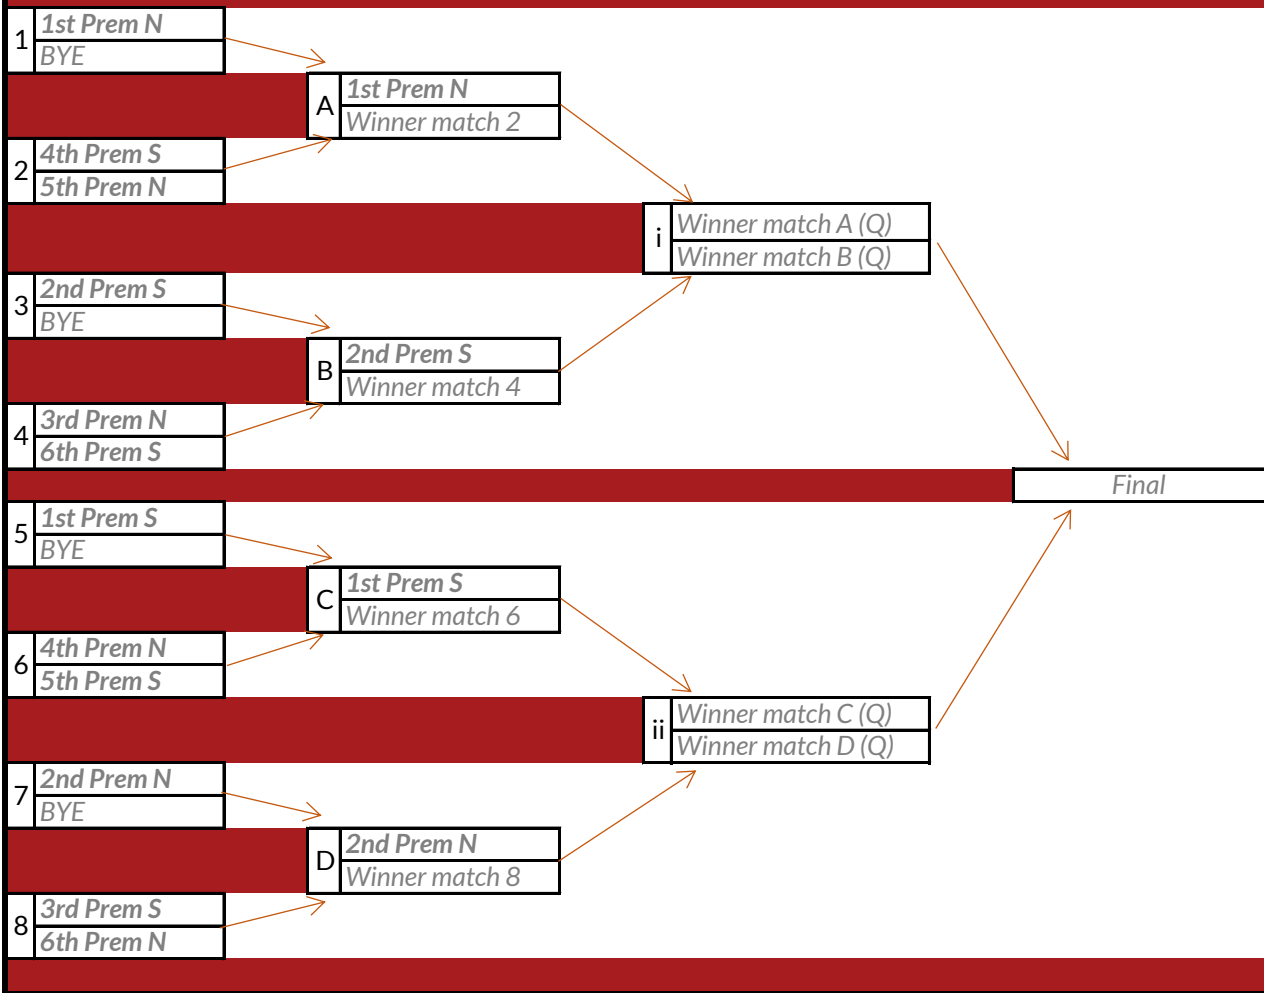 1
1st Prem N
BYE
A
1st Prem N
Winner match 2
2
4th Prem S
5th Prem N
i
Winner match A (Q)
Winner match B (Q)
3
2nd Prem S
BYE
B
2nd Prem S
Winner match 4
4
3rd Prem N
6th Prem S
Final
5
1st Prem S
BYE
C
1st Prem S
Winner match 6
6
4th Prem N
5th Prem S
ii
Winner match C (Q)
Winner match D (Q)
7
2nd Prem N
BYE
D
2nd Prem N
Winner match 8
8
3rd Prem S
6th Prem N